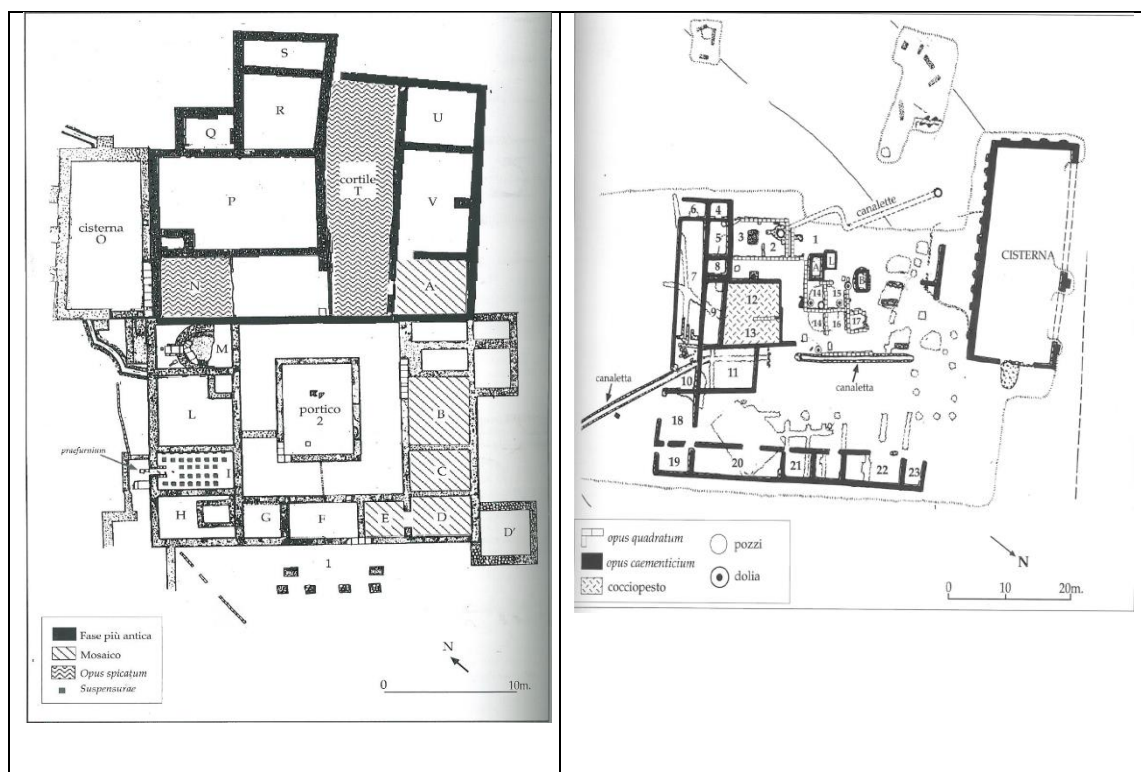 S
R
U
Q
cortile
T
P
V
cisterna
O
N
A
M
portico
2
L
B
praefurnium
I
C
H
G
F
E
D
D'
1
Fase più antica
Mosaico
Opus spicatum
Suspensurae
N
0 10m.
canalette
6
4
3
1
5
2
CISTERNA
8
A
L
7
12
14
15
9
13
14
16
17
canaletta
11
10
canaletta
18
19
20
21
22
23
opus quadratum
pozzi
opus caementicium
dolia
cocciopesto
N
0 10 20m.